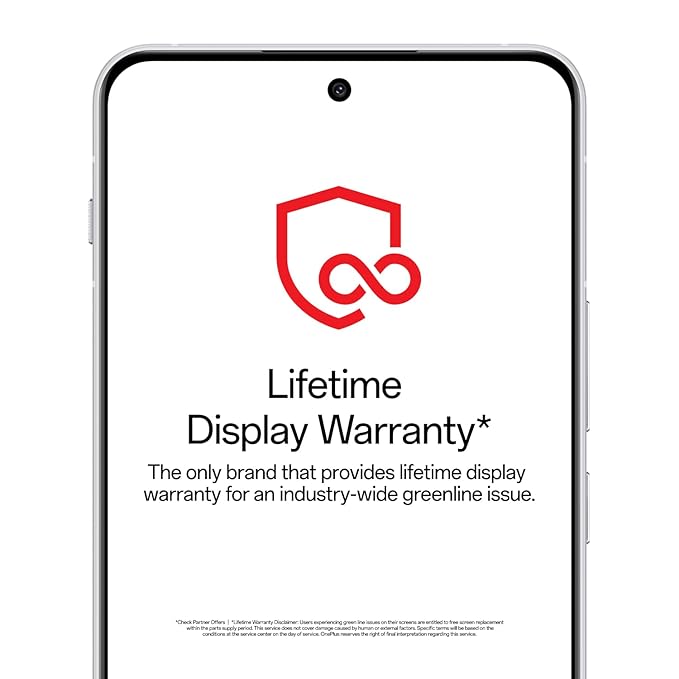 Lifetime
Display Warranty*
The only brand that provides lifetime display
warranty for an industry-wide greenline issue.
*Check Partner Offers | *Lifetime Warranty Disclaimer: Users experiencing green line issues on their screens are entitled to free screen replacement
within the parts supply period. This service does not cover damage caused by human or external factors. Specific terms will be based on the
conditions at the service center on the day of service. OnePlus reserves the right of final interpretation regarding this service.